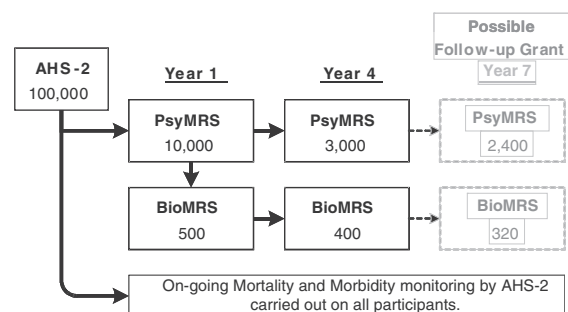 Possible
Follow-up Grant
AHS-2
100,000
Year 1
Year 4
Year 7
PsyMRS
10,000
PsyMRS
3,000
PsyMRS
2,400
BioMRS
500
BioMRS
400
BioMRS
320
On-going Mortality and Morbidity monitoring by AHS-2
carried out on all participants.